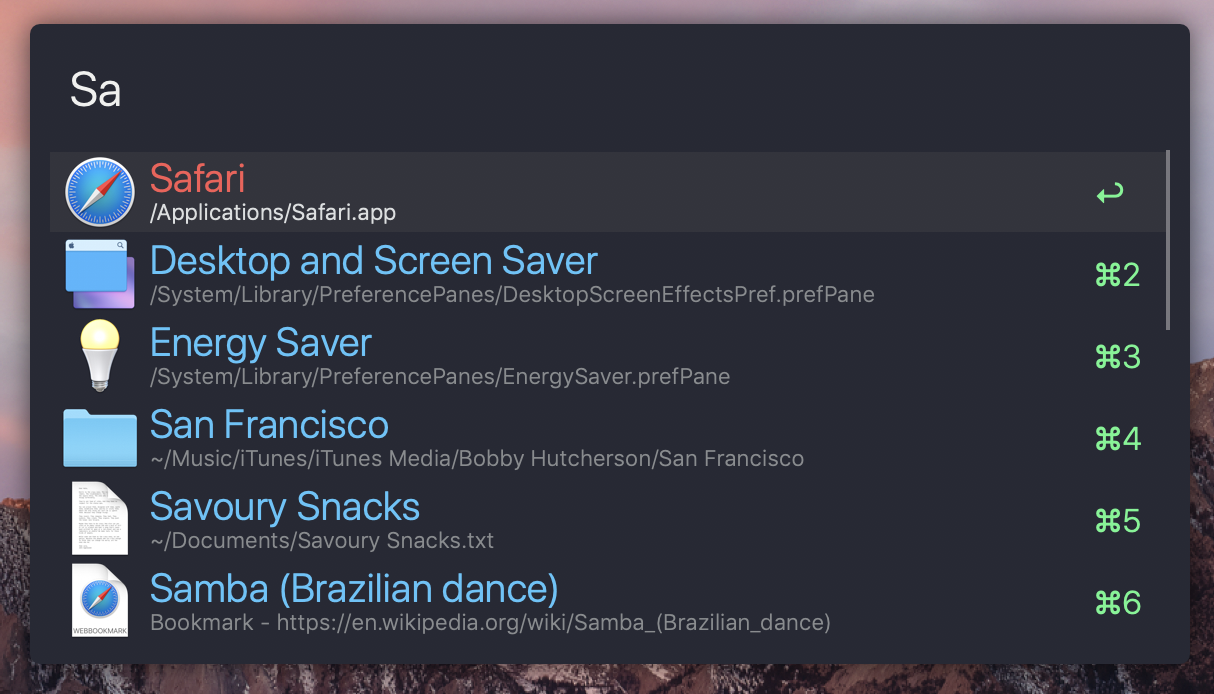 Sa
Safari
/Applications/Safari.app
↩
Desktop and Screen Saver
/System/Library/PreferencePanes/DesktopScreenEffectsPref.prefPane
⌘2
Energy Saver
/System/Library/PreferencePanes/EnergySaver.prefPane
⌘3
San Francisco
~/Music/iTunes/iTunes Media/Bobby Hutcherson/San Francisco
⌘4
Savoury Snacks
~/Documents/Savoury Snacks.txt
⌘5
Samba (Brazilian dance)
Bookmark - https://en.wikipedia.org/wiki/Samba_(Brazilian_dance)
⌘6
WEBBOOKMARK